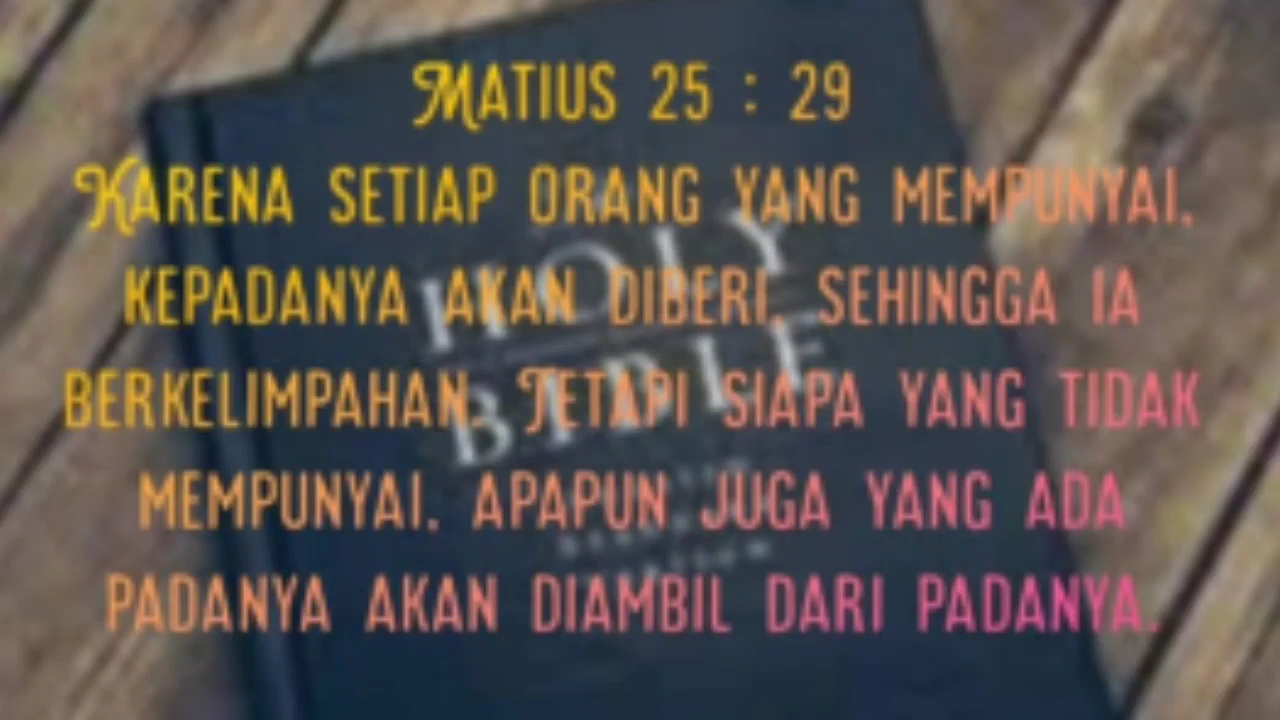 Matius 25 : 29
Karena setiap orang yang mempunyai,
kepadanya akan diberi, sehingga ia
berkelimpahan. Tetapi siapa yang tidak
mempunyai, apapun juga yang ada
padanya akan diambil dari padanya.
HOLY
BIBLE